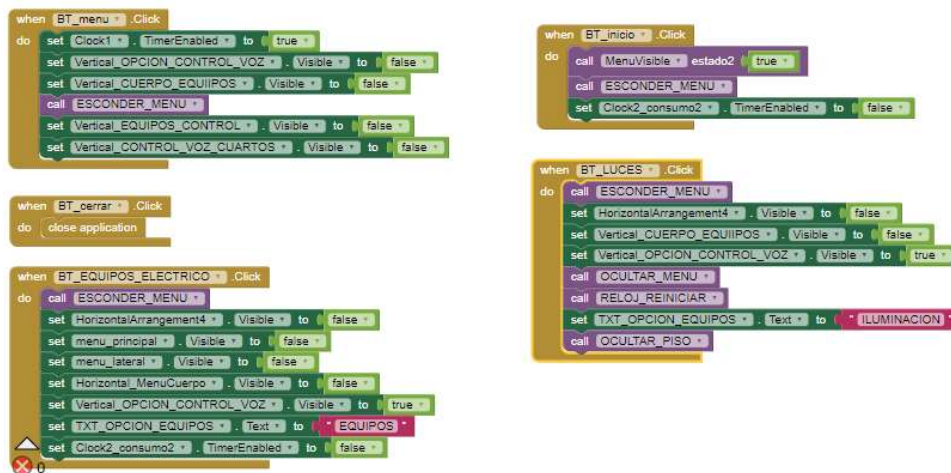 when BT_menu .Click
do set Clock1 . TimerEnabled to true
set Vertical_OPCION_CONTROL_VOZ . Visible to false
set Vertical_CUERPO_EQUIIPOS . Visible to false
call ESCONDER_MENU
set Vertical_EQUIPOS_CONTROL . Visible to false
set Vertical_CONTROL_VOZ_CUARTOS . Visible to false
when BT_cerrar .Click
do close application
when BT_EQUIPOS_ELECTRICO .Click
do call ESCONDER_MENU
set HorizontalArrangement4 . Visible to false
set menu_principal . Visible to false
set menu_lateral . Visible to false
set Horizontal_MenuCuerpo . Visible to false
set Vertical_OPCION_CONTROL_VOZ . Visible to true
set TXT_OPCION_EQUIPOS . Text to " EQUIPOS "
set Clock2_consumo2 . TimerEnabled to false
0
when BT_inicio .Click
do call MenuVisible estado2 true
call ESCONDER_MENU
set Clock2_consumo2 . TimerEnabled to false
when BT_LUCES .Click
do call ESCONDER_MENU
set HorizontalArrangement4 . Visible to false
set Vertical_CUERPO_EQUIIPOS . Visible to false
set Vertical_OPCION_CONTROL_VOZ . Visible to true
call OCULTAR_MENU
call RELOJ_REINICIAR
set TXT_OPCION_EQUIPOS . Text to " ILUMINACION "
call OCULTAR_PISO